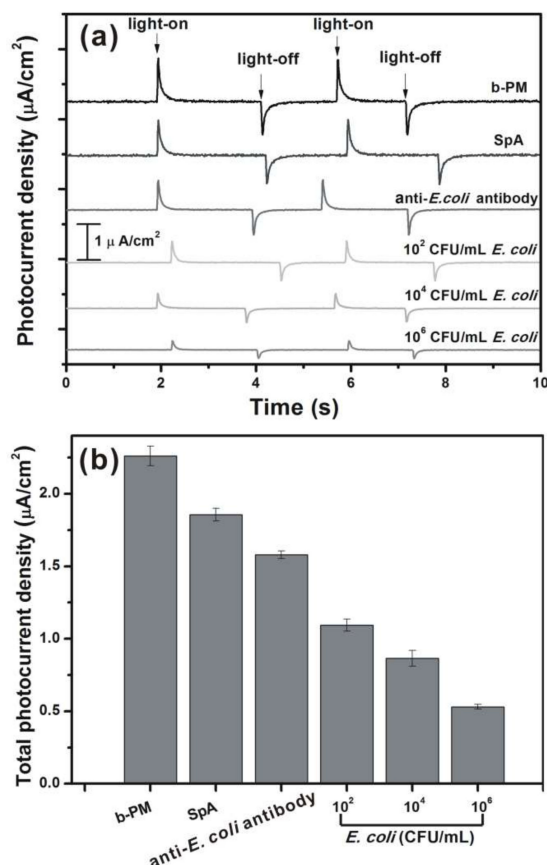 (a)
light-on
light-off
light-on
light-off
b-PM
SpA
anti-E.coli antibody
1 μ A/cm²
10² CFU/mL E. coli
10⁴ CFU/mL E. coli
10⁶ CFU/mL E. coli
Photocurrent density (μA/cm²)
0 2 4 6 8 10
Time (s)
(b)
Total photocurrent density (μA/cm²)
2.0
1.5
1.0
0.5
0.0
b-PM SpA anti-E. coli antibody 10² 10⁴ 10⁶
E. coli (CFU/mL)